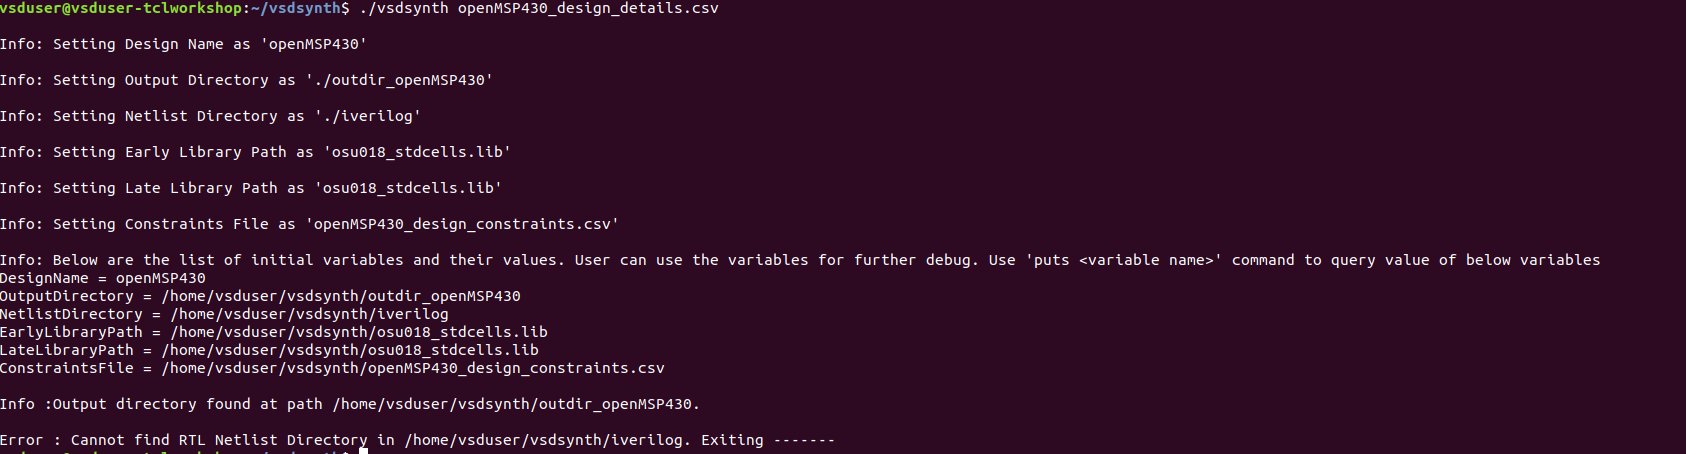 vsduser@vsduser-tclworkshop:~/vsdsynth$ ./vsdsynth openMSP430_design_details.csv
Info: Setting Design Name as 'openMSP430'
Info: Setting Output Directory as './outdir_openMSP430'
Info: Setting Netlist Directory as './iverilog'
Info: Setting Early Library Path as 'osu018_stdcells.lib'
Info: Setting Late Library Path as 'osu018_stdcells.lib'
Info: Setting Constraints File as 'openMSP430_design_constraints.csv'
Info: Below are the list of initial variables and their values. User can use the variables for further debug. Use 'puts <variable name>' command to query value of below variables
DesignName = openMSP430
OutputDirectory = /home/vsduser/vsdsynth/outdir_openMSP430
NetlistDirectory = /home/vsduser/vsdsynth/iverilog
EarlyLibraryPath = /home/vsduser/vsdsynth/osu018_stdcells.lib
LateLibraryPath = /home/vsduser/vsdsynth/osu018_stdcells.lib
ConstraintsFile = /home/vsduser/vsdsynth/openMSP430_design_constraints.csv
Info :Output directory found at path /home/vsduser/vsdsynth/outdir_openMSP430.
Error : Cannot find RTL Netlist Directory in /home/vsduser/vsdsynth/iverilog. Exiting -------